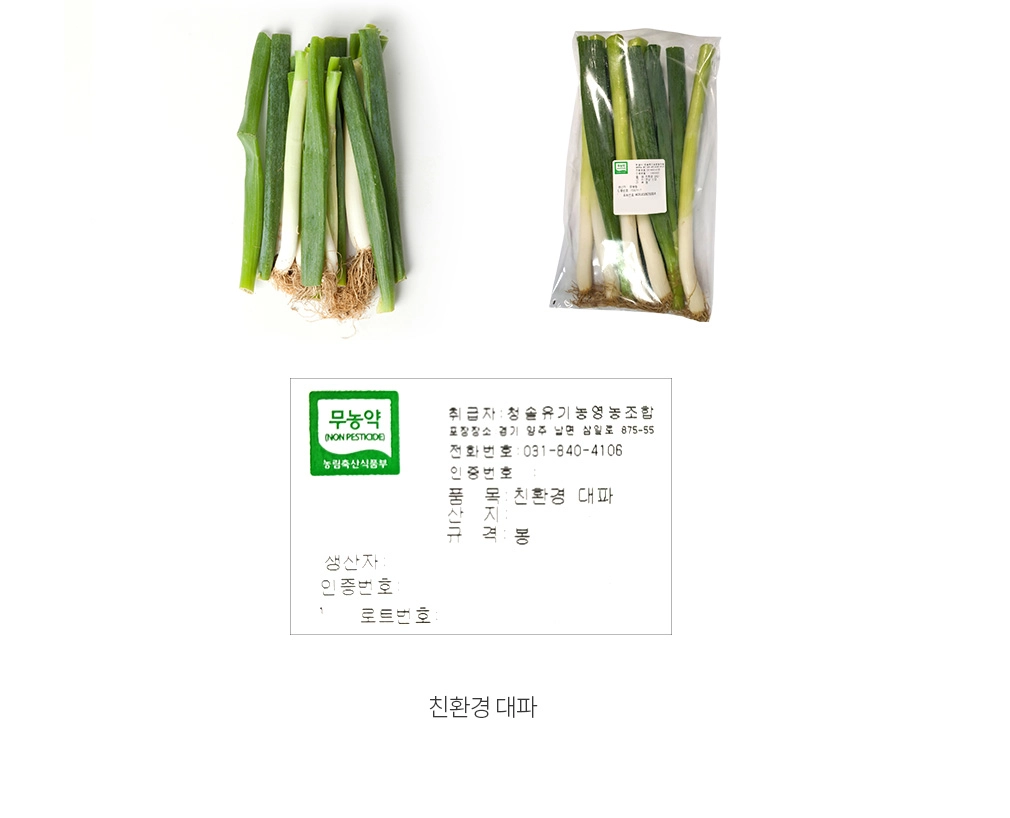 무농약
(NON PESTICIDE)
농림축산식품부
취급자:청솔유기농영농조합
포장장소 경기 양주 남면 삼일로 875-55
전화번호:031-840-4106
인증번호 :
품 목:친환경 대파
산 지:
규 격:봉
생산자:
인증번호:
로트번호:
친환경 대파